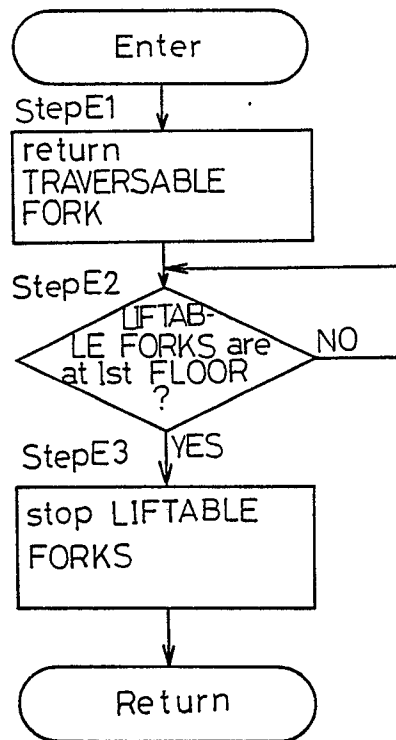 Enter
StepE1
return
TRAVERSABLE
FORK
StepE2
LIFTAB-
LE FORKS are
at 1st FLOOR
?
NO
StepE3
YES
stop LIFTABLE
FORKS
Return